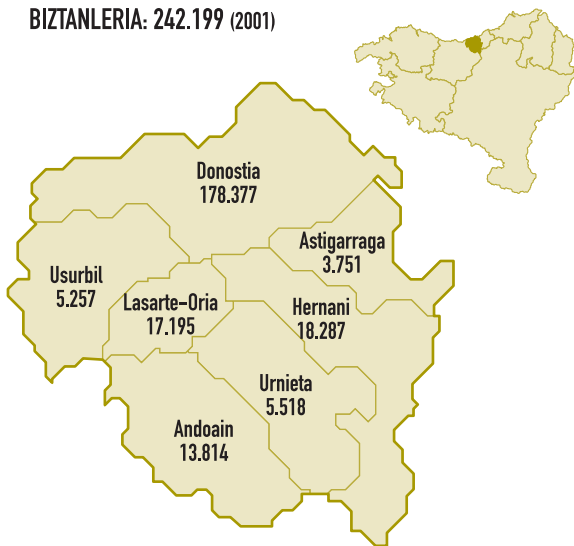 BIZTANLERIA: 242.199 (2001)
Donostia
178.377
Astigarraga
3.751
Usurbil
5.257
Lasarte-Oria
17.195
Hernani
18.287
Urnieta
5.518
Andoain
13.814